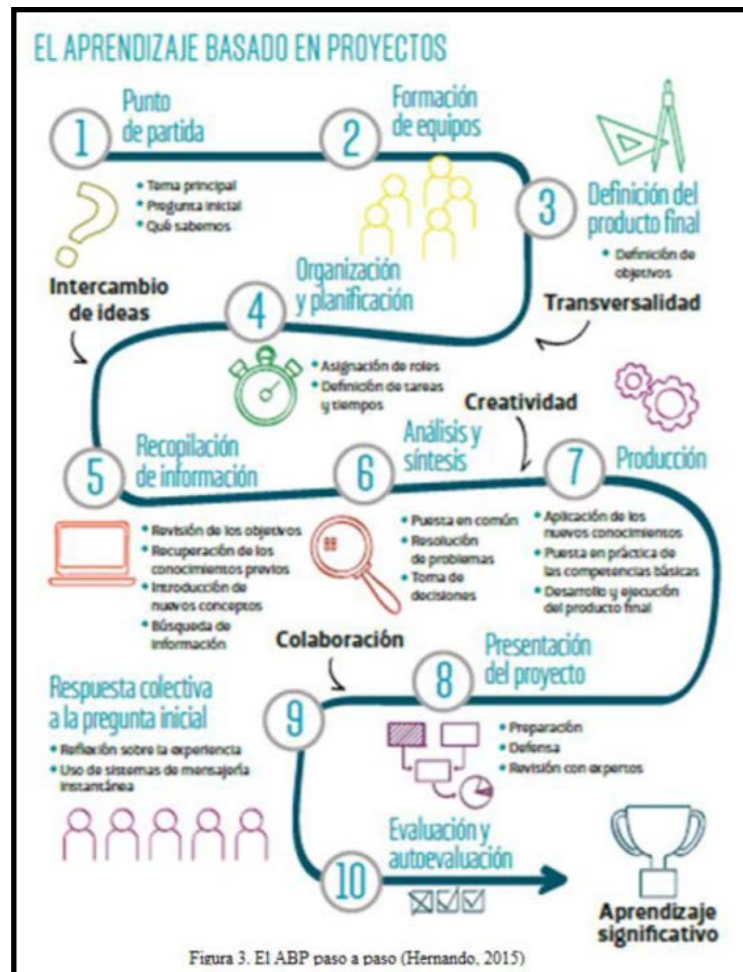 EL APRENDIZAJE BASADO EN PROYECTOS
1
Punto
de partida
• Tema principal
• Pregunta inicial
• Qué sabemos
2
Formación
de equipos
3
Definición del
producto final
• Definición de
objetivos
Transversalidad
4
Organización
y planificación
• Asignación de roles
• Definición de tareas
y tiempos
Intercambio
de ideas
5
Recopilación
de información
• Revisión de los objetivos
• Recuperación de los
conocimientos previos
• Introducción de
nuevos conceptos
• Búsqueda de
información
6
Análisis y
síntesis
• Puesta en común
• Resolución
de problemas
• Toma de
decisiones
Creatividad
7
Producción
• Aplicación de los
nuevos conocimientos
• Puesta en práctica de
las competencias básicas
• Desarrollo y ejecución
del producto final
8
Presentación
del proyecto
• Preparación
• Defensa
• Revisión con expertos
Colaboración
9
Respuesta colectiva
a la pregunta inicial
• Reflexión sobre la experiencia
• Uso de sistemas de mensajería
instantánea
10
Evaluación y
autoevaluación
Aprendizaje
significativo
Figura 3. El ABP paso a paso (Hernando, 2015)